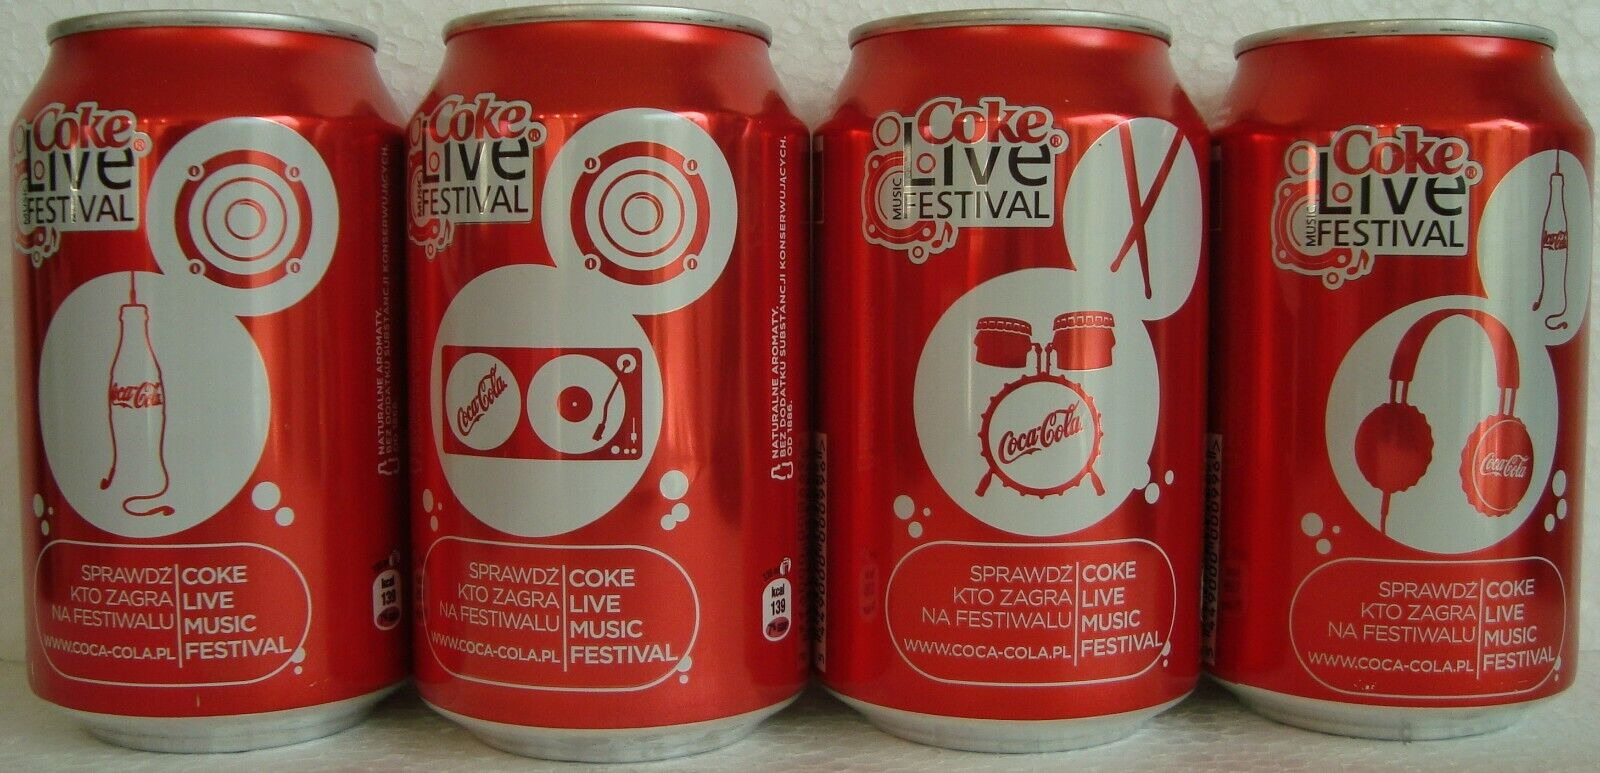 Coke®
Live
MUSIC FESTIVAL
Coca-Cola
NATURALNE AROMATY.
BEZ DODATKU SUBSTANCJI KONSERWUJĄCYCH.
OD 1886.
kcal
139
SPRAWDŹ
KTO ZAGRA
NA FESTIWALU
WWW.COCA-COLA.PL
COKE
LIVE
MUSIC
FESTIVAL
Coke®
Live
MUSIC FESTIVAL
Coca-Cola
NATURALNE AROMATY.
BEZ DODATKU SUBSTANCJI KONSERWUJĄCYCH.
OD 1886.
kcal
139
SPRAWDŹ
KTO ZAGRA
NA FESTIWALU
WWW.COCA-COLA.PL
COKE
LIVE
MUSIC
FESTIVAL
Coke®
Live
MUSIC FESTIVAL
Coca-Cola
SPRAWDŹ
KTO ZAGRA
NA FESTIWALU
WWW.COCA-COLA.PL
COKE
LIVE
MUSIC
FESTIVAL
Coke®
Live
MUSIC FESTIVAL
Coca-Cola
Coca-Cola
SPRAWDŹ
KTO ZAGRA
NA FESTIWALU
WWW.COCA-COLA.PL
COKE
LIVE
MUSIC
FESTIVAL